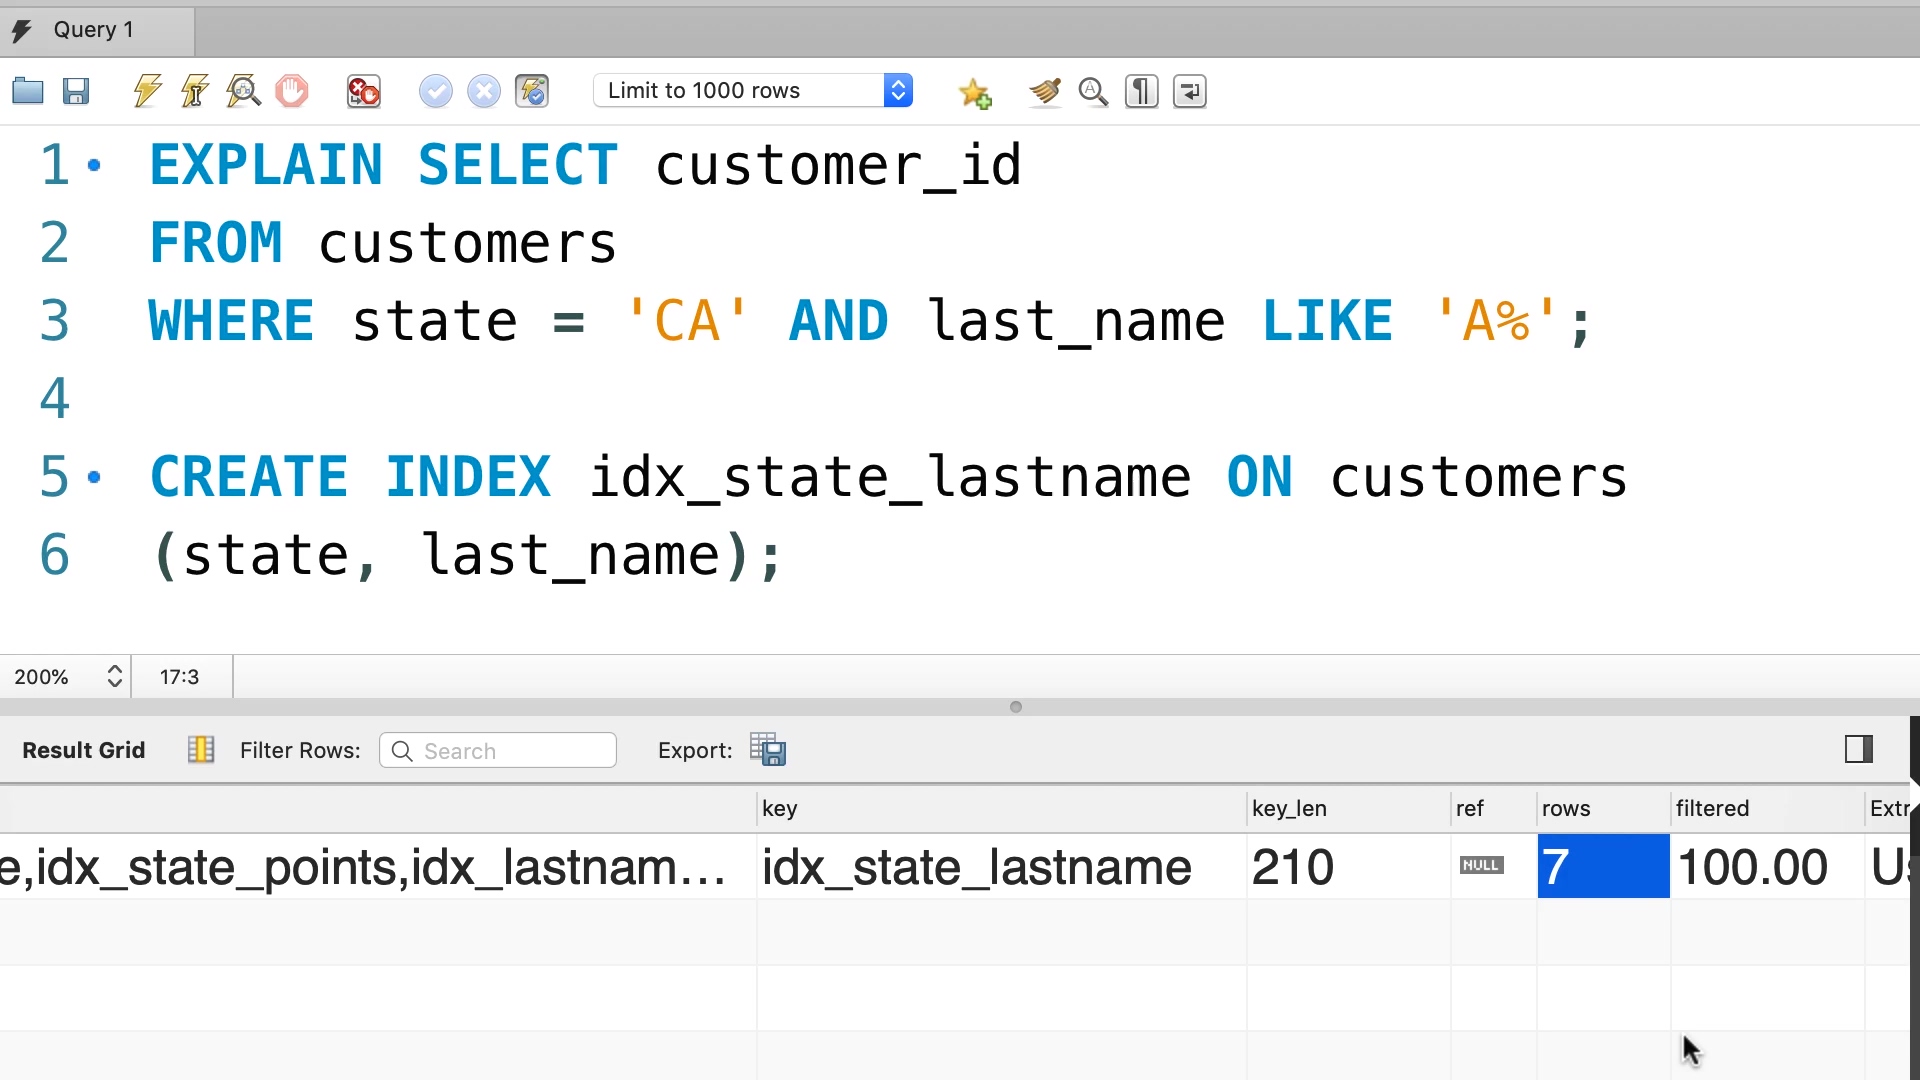 Query 1
Limit to 1000 rows
1 EXPLAIN SELECT customer_id
2 FROM customers
3 WHERE state = 'CA' AND last_name LIKE 'A%';
4
5 CREATE INDEX idx_state_lastname ON customers
6 (state, last_name);
200% 17:3
Result Grid Filter Rows: Search Export:
key key_len ref rows filtered Extr
e,idx_state_points,idx_lastnam... idx_state_lastname 210 NULL 7 100.00 Us